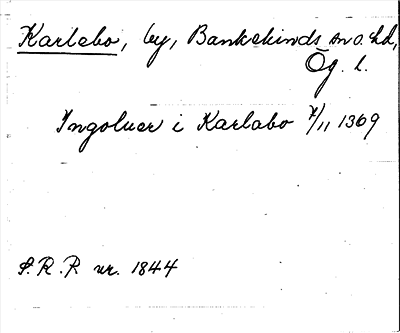 Karlebo, by, Bankekinds sn o. hd,
Ög. l.
Ingoluer i Karlabo 7/11 1369
S. R. P. nr. 1844